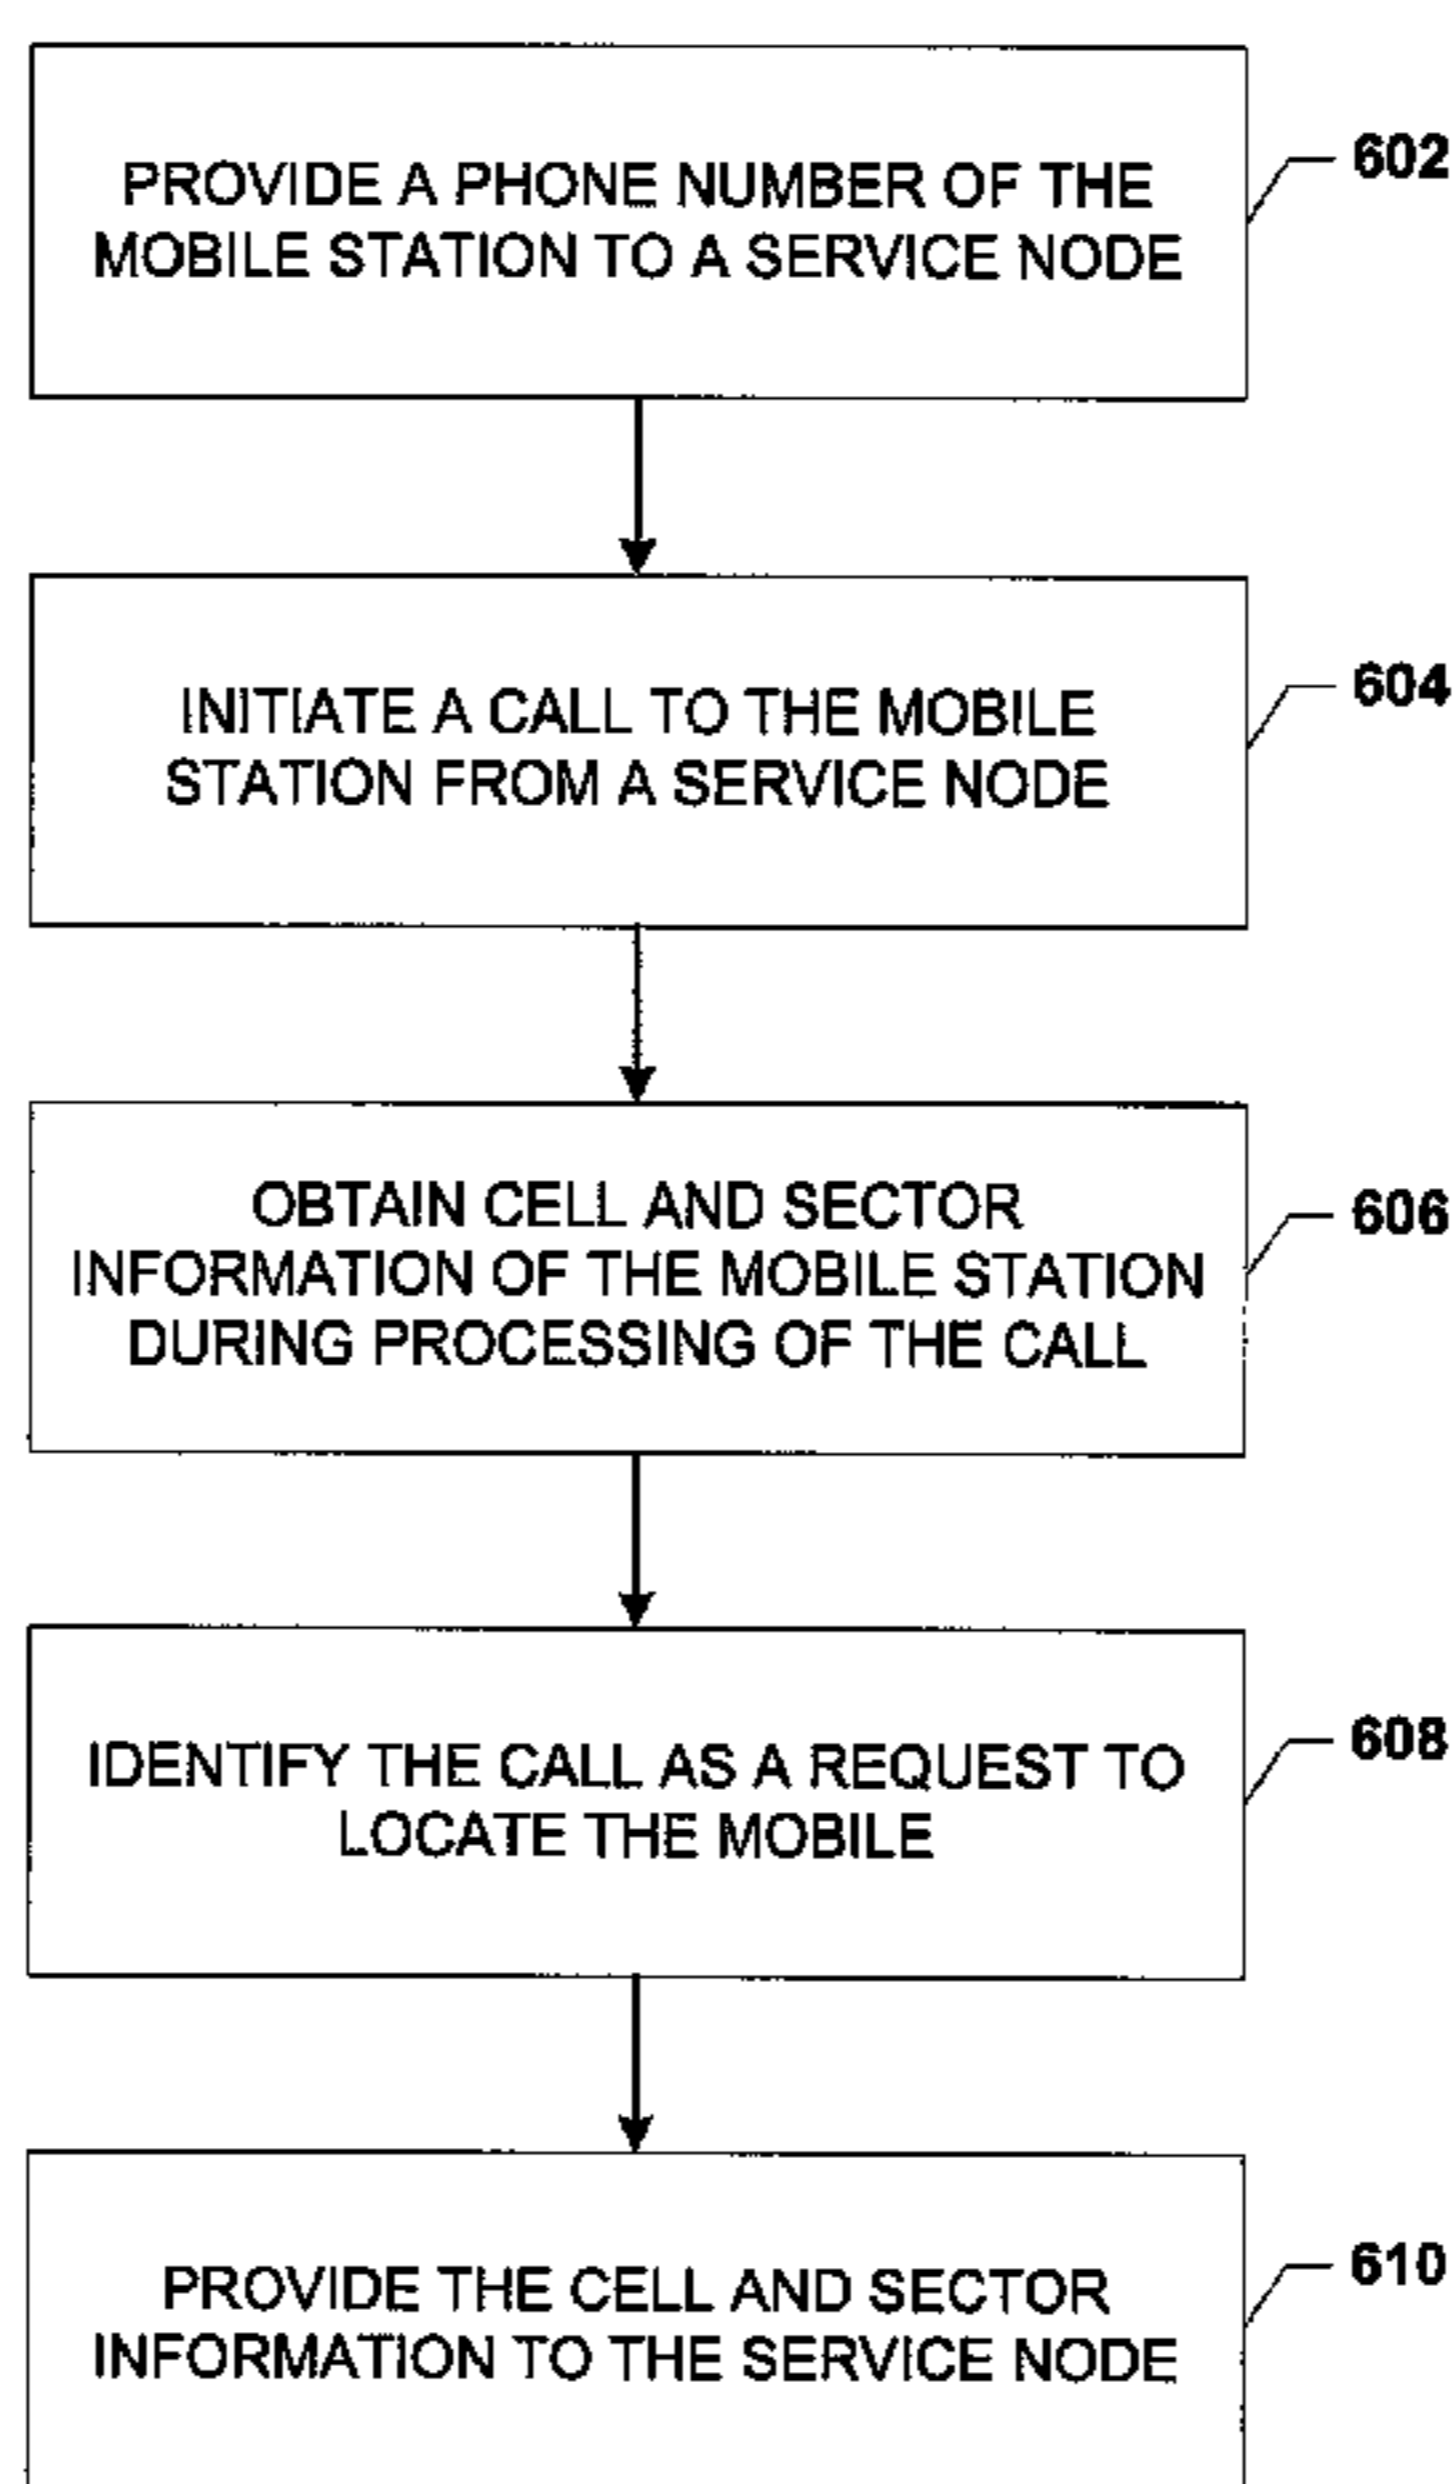 PROVIDE A PHONE NUMBER OF THE
MOBILE STATION TO A SERVICE NODE
602
INITIATE A CALL TO THE MOBILE
STATION FROM A SERVICE NODE
604
OBTAIN CELL AND SECTOR
INFORMATION OF THE MOBILE STATION
DURING PROCESSING OF THE CALL
606
IDENTIFY THE CALL AS A REQUEST TO
LOCATE THE MOBILE
608
PROVIDE THE CELL AND SECTOR
INFORMATION TO THE SERVICE NODE
610